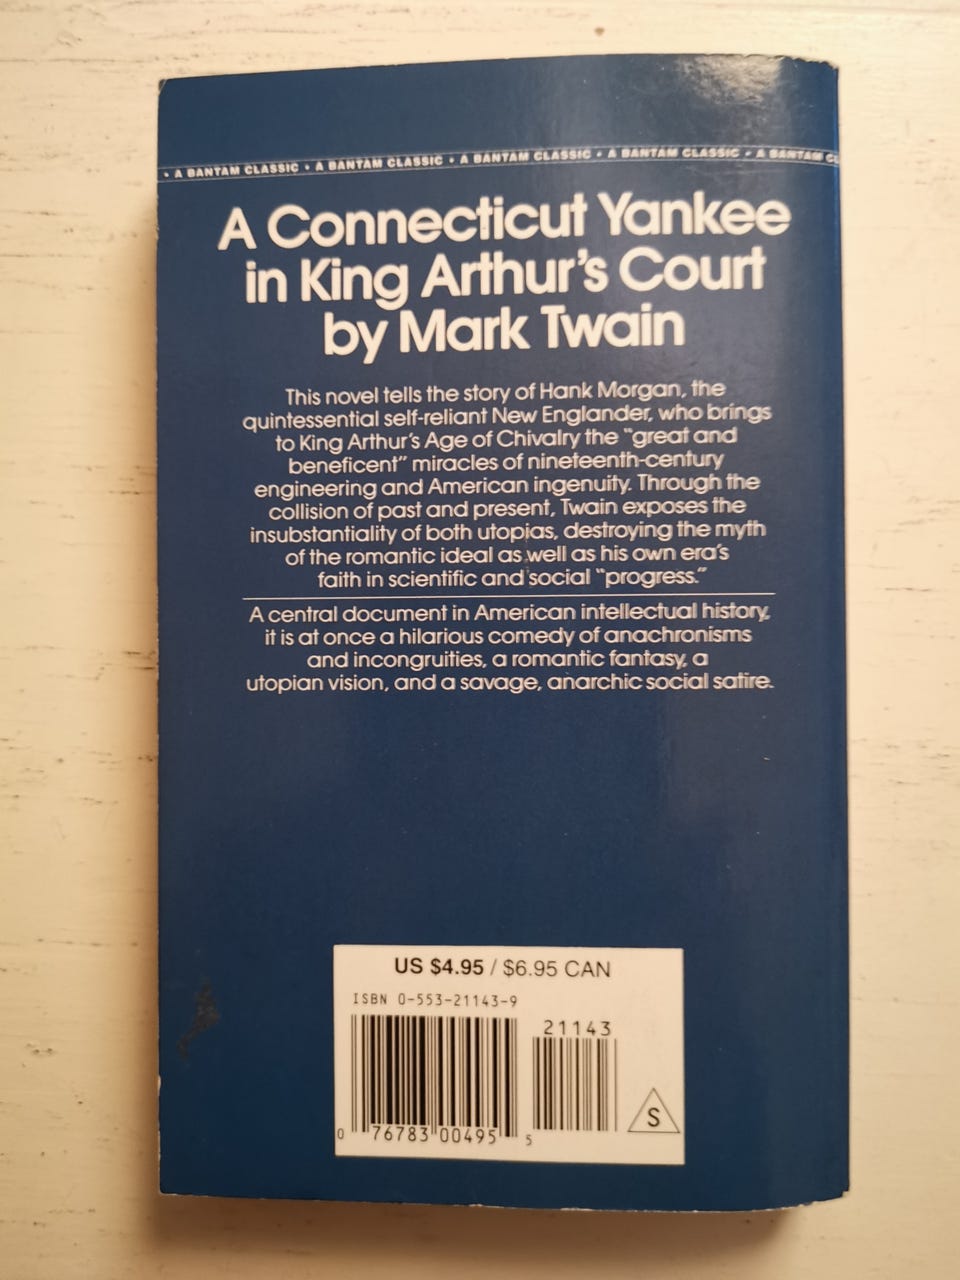 • A BANTAM CLASSIC • A BANTAM CLASSIC • A BANTAM CLASSIC • A BANTAM CLASSIC • A BANTAM CL
A Connecticut Yankee
in King Arthur's Court
by Mark Twain
This novel tells the story of Hank Morgan, the
quintessential self-reliant New Englander, who brings
to King Arthur's Age of Chivalry the "great and
beneficent" miracles of nineteenth-century
engineering and American ingenuity. Through the
collision of past and present, Twain exposes the
insubstantiality of both utopias, destroying the myth
of the romantic ideal as well as his own era's
faith in scientific and social "progress."
A central document in American intellectual history,
it is at once a hilarious comedy of anachronisms
and incongruities, a romantic fantasy, a
utopian vision, and a savage, anarchic social satire.
US $4.95 / $6.95 CAN
ISBN 0-553-21143-9
21143
S
0 76783 00495 5